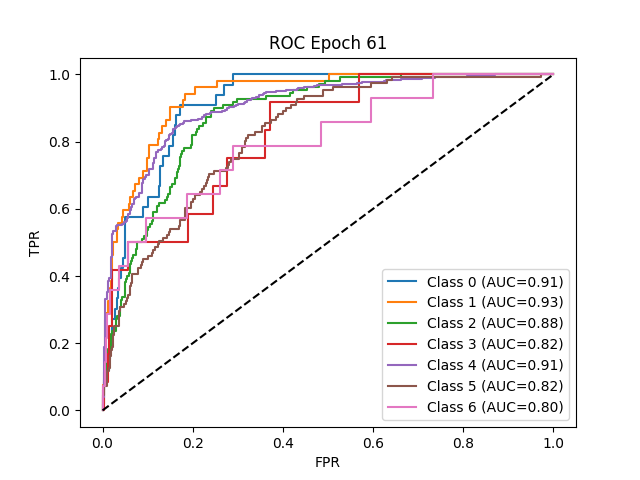 ROC Epoch 61
TPR
1.0
0.8
0.6
0.4
0.2
0.0
Class 0 (AUC=0.91)
Class 1 (AUC=0.93)
Class 2 (AUC=0.88)
Class 3 (AUC=0.82)
Class 4 (AUC=0.91)
Class 5 (AUC=0.82)
Class 6 (AUC=0.80)
0.0 0.2 0.4 0.6 0.8 1.0
FPR